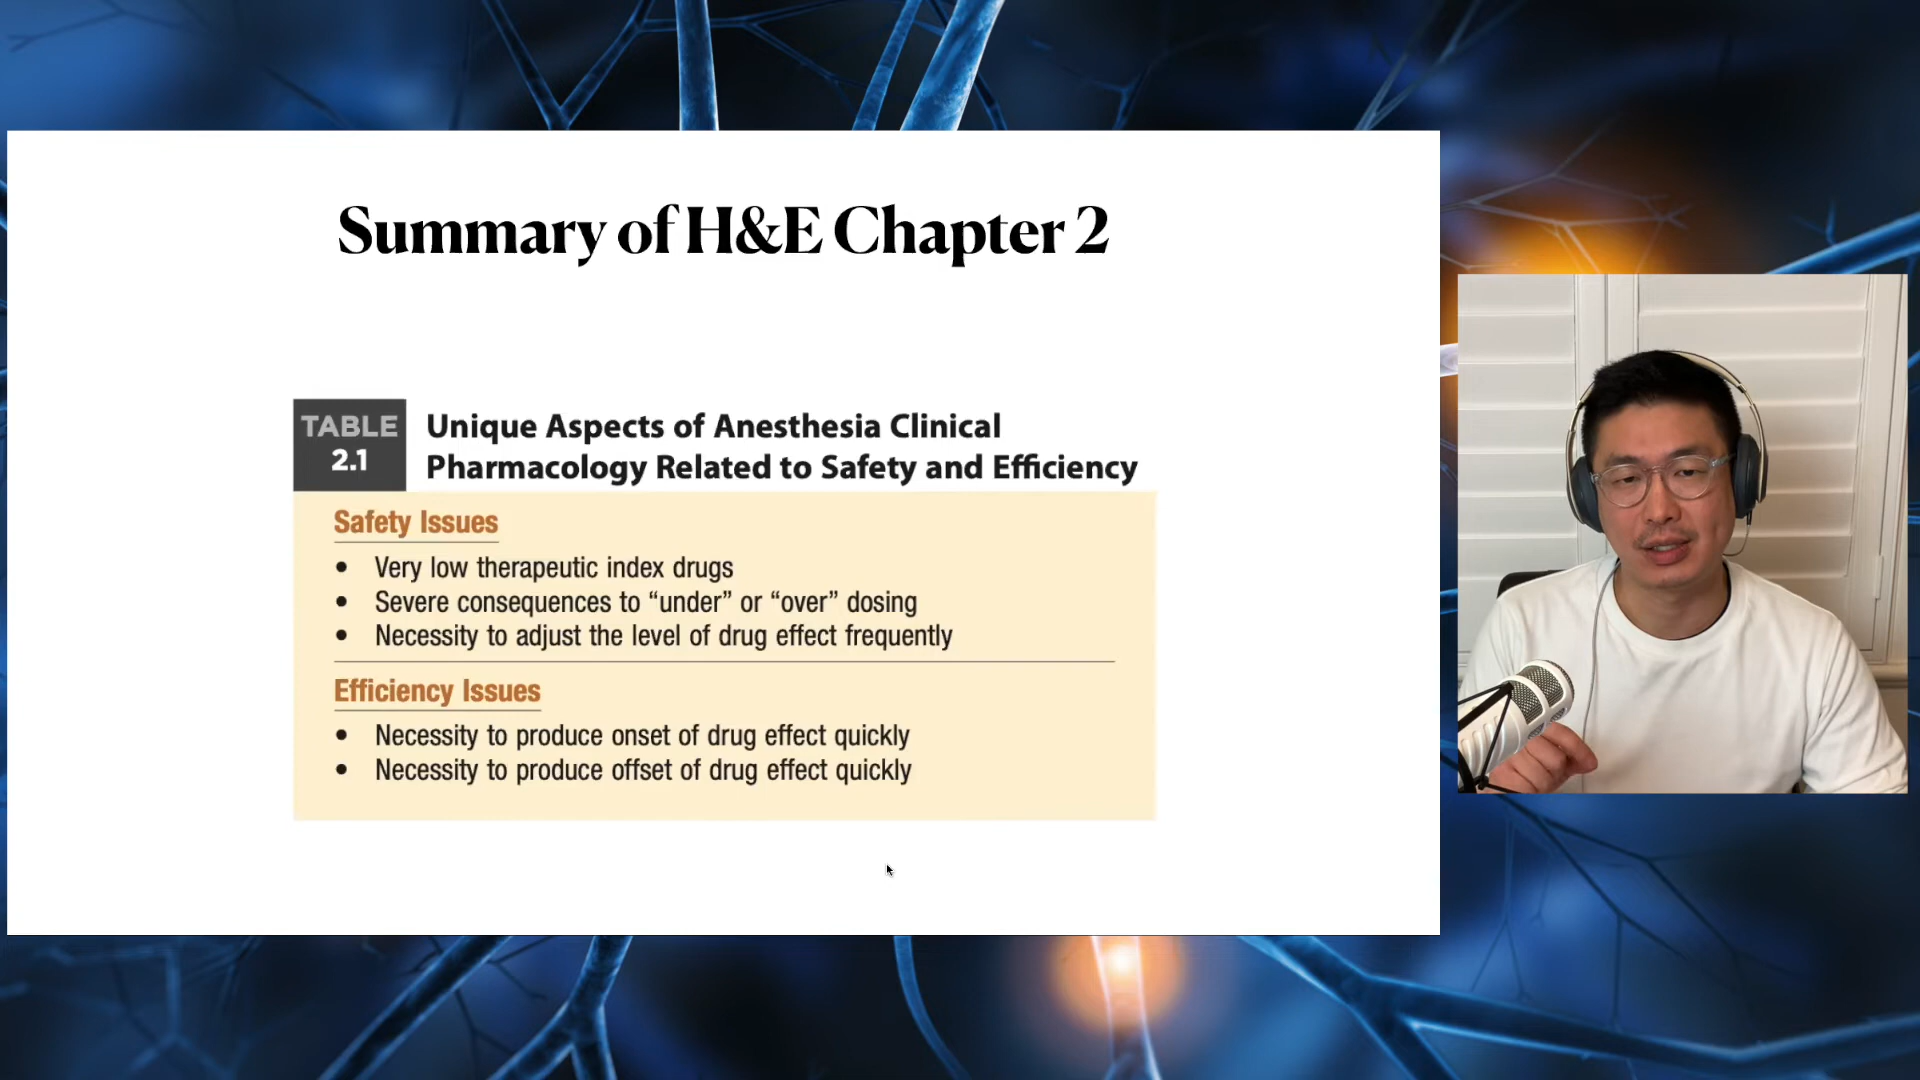 Summary of H&E Chapter 2
TABLE
2.1
Unique Aspects of Anesthesia Clinical
Pharmacology Related to Safety and Efficiency
Safety Issues
• Very low therapeutic index drugs
• Severe consequences to “under” or “over” dosing
• Necessity to adjust the level of drug effect frequently
Efficiency Issues
• Necessity to produce onset of drug effect quickly
• Necessity to produce offset of drug effect quickly